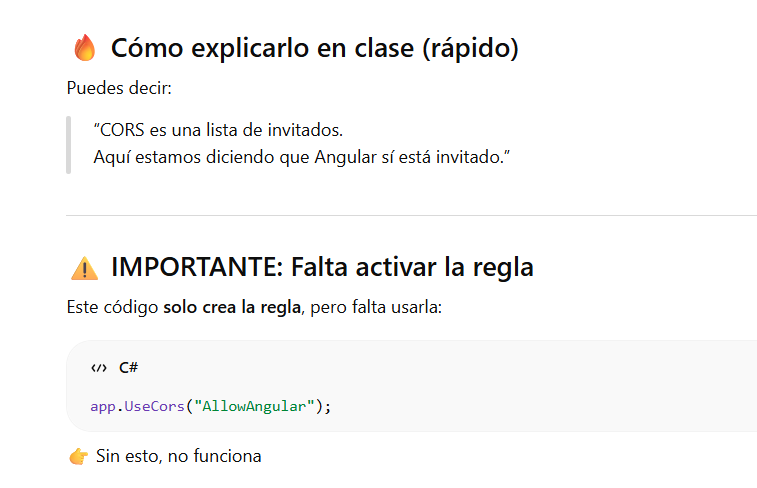 🔥 Cómo explicarlo en clase (rápido)
Puedes decir:
“CORS es una lista de invitados.
Aquí estamos diciendo que Angular sí está invitado.”
⚠️ IMPORTANTE: Falta activar la regla
Este código solo crea la regla, pero falta usarla:
</> C#
app.UseCors("AllowAngular");
👉 Sin esto, no funciona